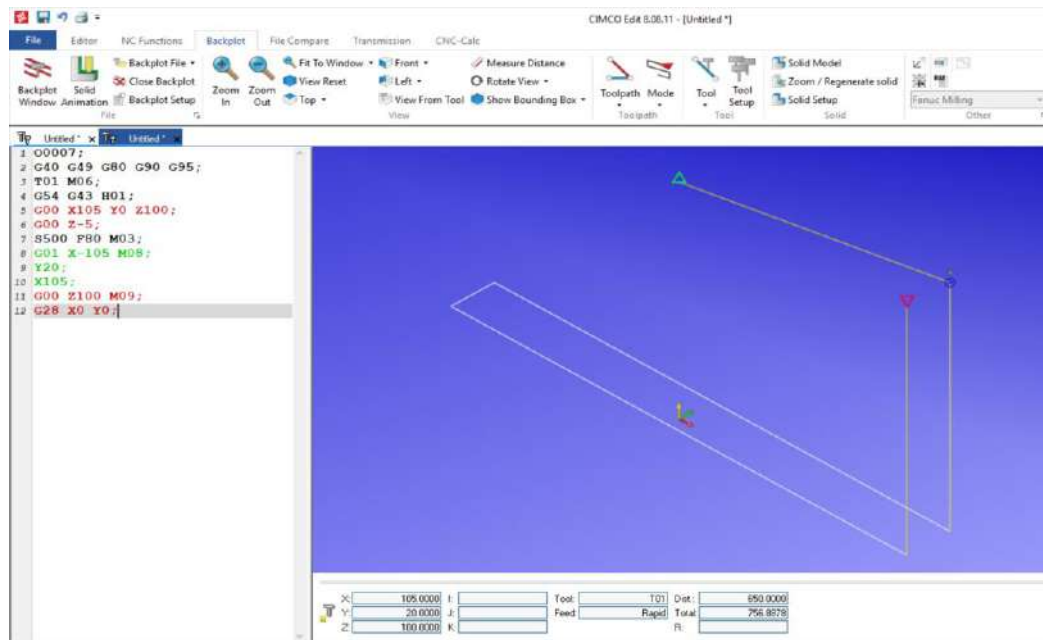 CIMCO Edit 8.08.11 - [Untitled *]
File Editor NC Functions Backplot File Compare Transmission CNC-Calc
Backplot Window
Solid Animation
Backplot File
Close Backplot
Backplot Setup
File
Zoom In
Zoom Out
Fit To Window
View Reset
Top
Front
Left
View From Tool
Measure Distance
Rotate View
Show Bounding Box
View
Toolpath
Mode
Toolpath
Tool
Tool Setup
Tool
Solid Model
Zoom / Regenerate solid
Solid Setup
Solid
Fanuc Milling
Other
Untitled * x Untitled * x
1 O0007;
2 G40 G49 G80 G90 G95;
3 T01 M06;
4 G54 G43 H01;
5 G00 X105 Y0 Z100;
6 G00 Z-5;
7 S500 F80 M03;
8 G01 X-105 M08;
9 Y20;
10 X105;
11 G00 Z100 M09;
12 G28 X0 Y0;
X: 105.0000 I: Tool: T01 Dist.: 650.0000
Y: 20.0000 J: Feed: Rapid Total: 756.8878
Z: 100.0000 K: R: